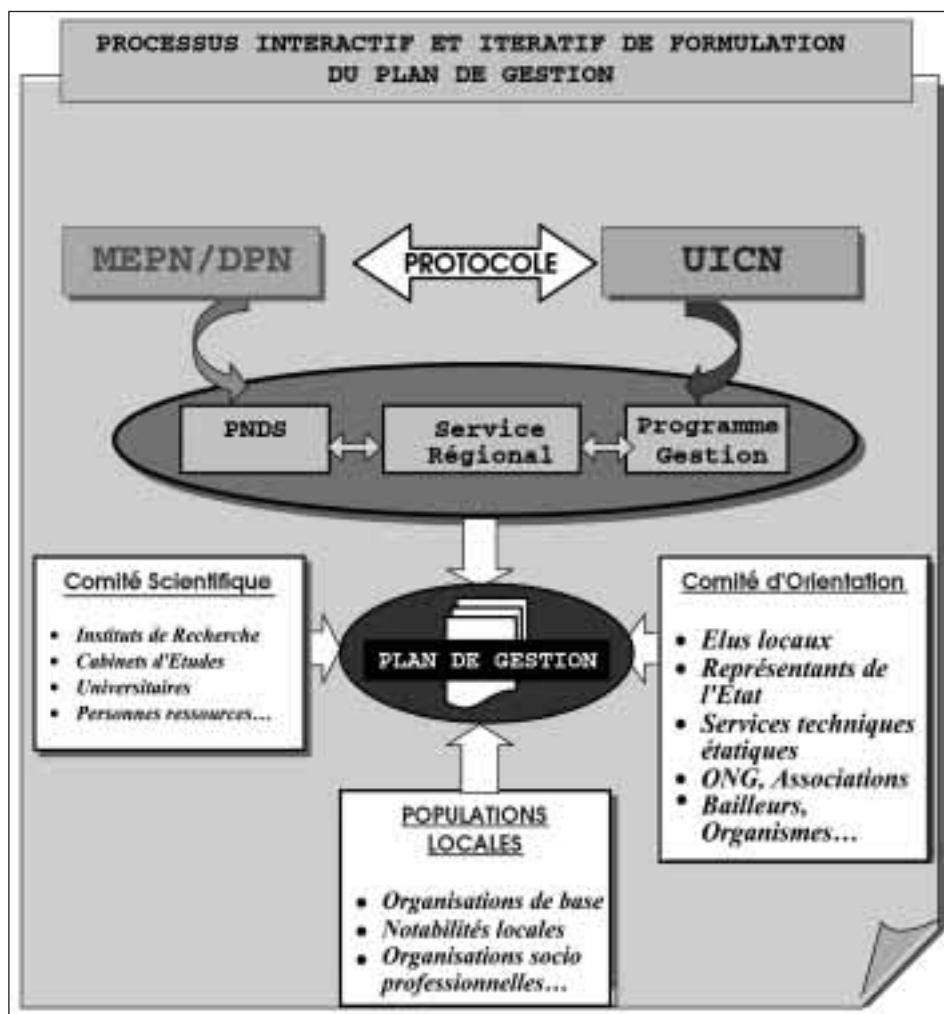 PROCESSUS INTERACTIF ET ITERATIF DE FORMULATION
DU PLAN DE GESTION
MEPN/DPN
PROTOCOLE
UICN
PNDS
Service
Régional
Programme
Gestion
Comité Scientifique
• Instituts de Recherche
• Cabinets d'Etudes
• Universitaires
• Personnes ressources…
PLAN DE GESTION
Comité d'Orientation
• Elus locaux
• Représentants de
l'Etat
• Services techniques
étatiques
• ONG, Associations
• Bailleurs,
Organismes…
POPULATIONS
LOCALES
• Organisations de base
• Notabilités locales
• Organisations socio
professionnelles…